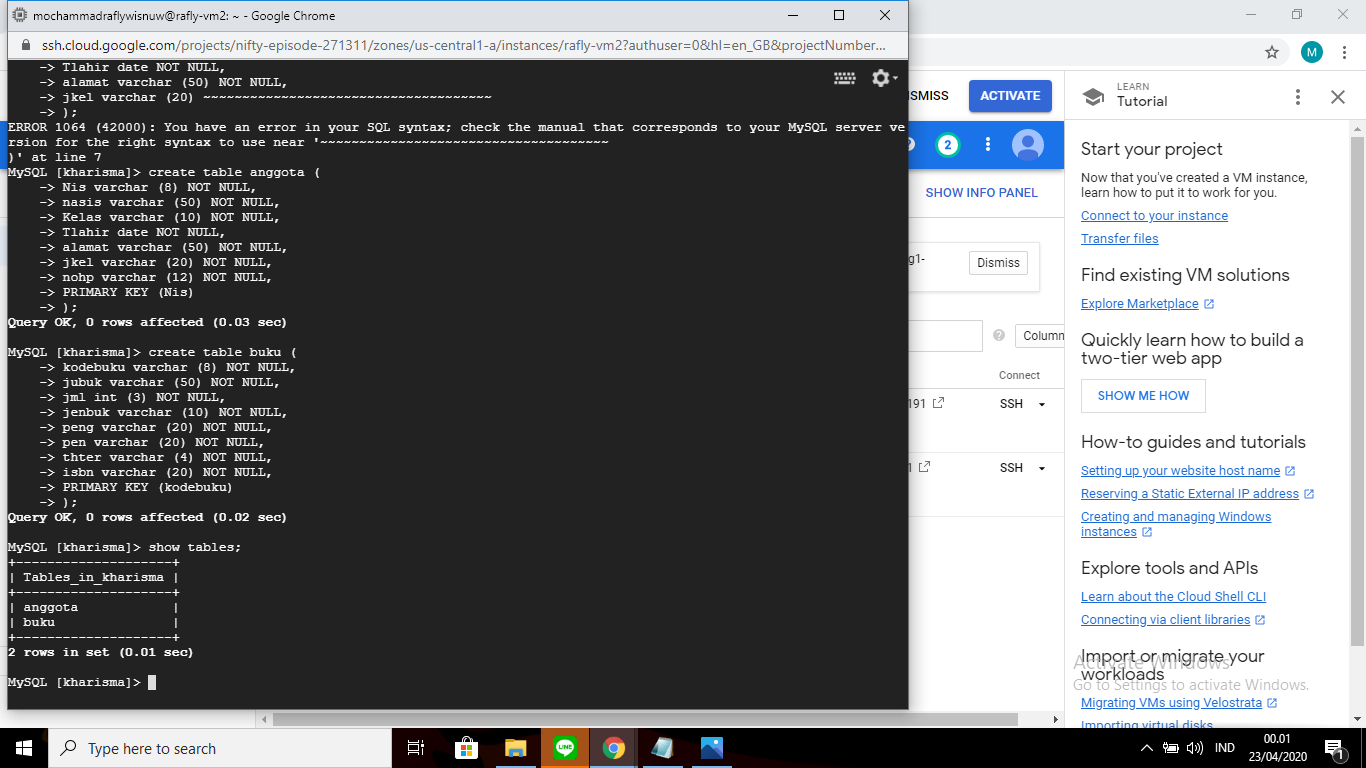 mochammadraflywisnuw@rafly-vm2: ~ - Google Chrome
ssh.cloud.google.com/projects/nifty-episode-271311/zones/us-central1-a/instances/rafly-vm2?authuser=0&hl=en_GB&projectNumber...
-> Tlahir date NOT NULL,
-> alamat varchar (50) NOT NULL,
-> jkel varchar (20) ~~~~~~~~~~~~~~~~~~~~~~~~~~~~~~~~~~~~~
-> );
ERROR 1064 (42000): You have an error in your SQL syntax; check the manual that corresponds to your MySQL server ve
rsion for the right syntax to use near '~~~~~~~~~~~~~~~~~~~~~~~~~~~~~~~~~~~~~
)' at line 7
MySQL [kharisma]> create table anggota (
-> Nis varchar (8) NOT NULL,
-> nasis varchar (50) NOT NULL,
-> Kelas varchar (10) NOT NULL,
-> Tlahir date NOT NULL,
-> alamat varchar (50) NOT NULL,
-> jkel varchar (20) NOT NULL,
-> nohp varchar (12) NOT NULL,
-> PRIMARY KEY (Nis)
-> );
Query OK, 0 rows affected (0.03 sec)
MySQL [kharisma]> create table buku (
-> kodebuku varchar (8) NOT NULL,
-> jubuk varchar (50) NOT NULL,
-> jml int (3) NOT NULL,
-> jenbuk varchar (10) NOT NULL,
-> peng varchar (20) NOT NULL,
-> pen varchar (20) NOT NULL,
-> thter varchar (4) NOT NULL,
-> isbn varchar (20) NOT NULL,
-> PRIMARY KEY (kodebuku)
-> );
Query OK, 0 rows affected (0.02 sec)
MySQL [kharisma]> show tables;
+--------------------+
| Tables_in_kharisma |
+--------------------+
| anggota            |
| buku               |
+--------------------+
2 rows in set (0.01 sec)
MySQL [kharisma]>
M
ISMISS
ACTIVATE
2
SHOW INFO PANEL
g1-
Dismiss
Column
Connect
191
SSH
1
SSH
LEARN
Tutorial
Start your project
Now that you've created a VM instance,
learn how to put it to work for you.
Connect to your instance
Transfer files
Find existing VM solutions
Explore Marketplace
Quickly learn how to build a
two-tier web app
SHOW ME HOW
How-to guides and tutorials
Setting up your website host name
Reserving a Static External IP address
Creating and managing Windows
instances
Explore tools and APIs
Learn about the Cloud Shell CLI
Connecting via client libraries
Import or migrate your
workloads
Migrating VMs using Velostrata
Importing virtual disks
Activate Windows
Go to Settings to activate Windows.
Type here to search
LINE
IND
00.01
23/04/2020
1